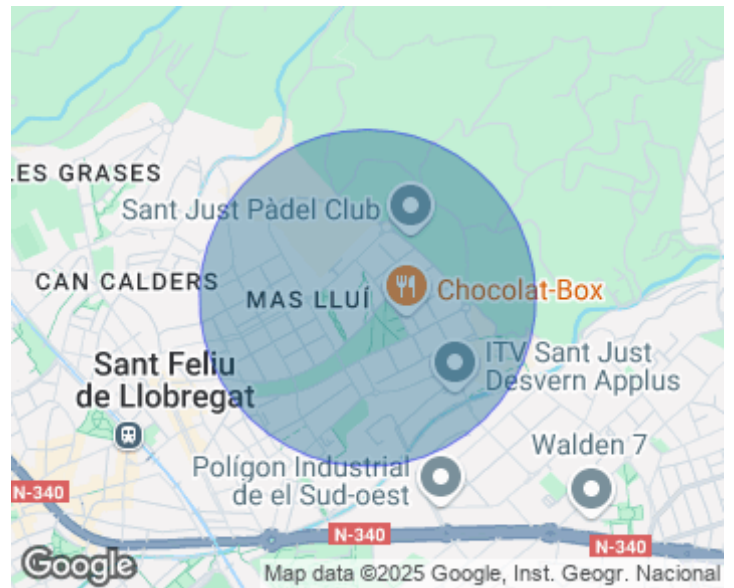 .ES GRASES
Sant Just Pàdel Club
CAN CALDERS
MAS LLUÍ
Chocolat-Box
ITV Sant Just
Desvern Applus
Sant Feliu
de Llobregat
Walden 7
Polígon Industrial
de el Sud-oest
N-340
N-340
N-340
Google
Map data ©2025 Google, Inst. Geogr. Nacional